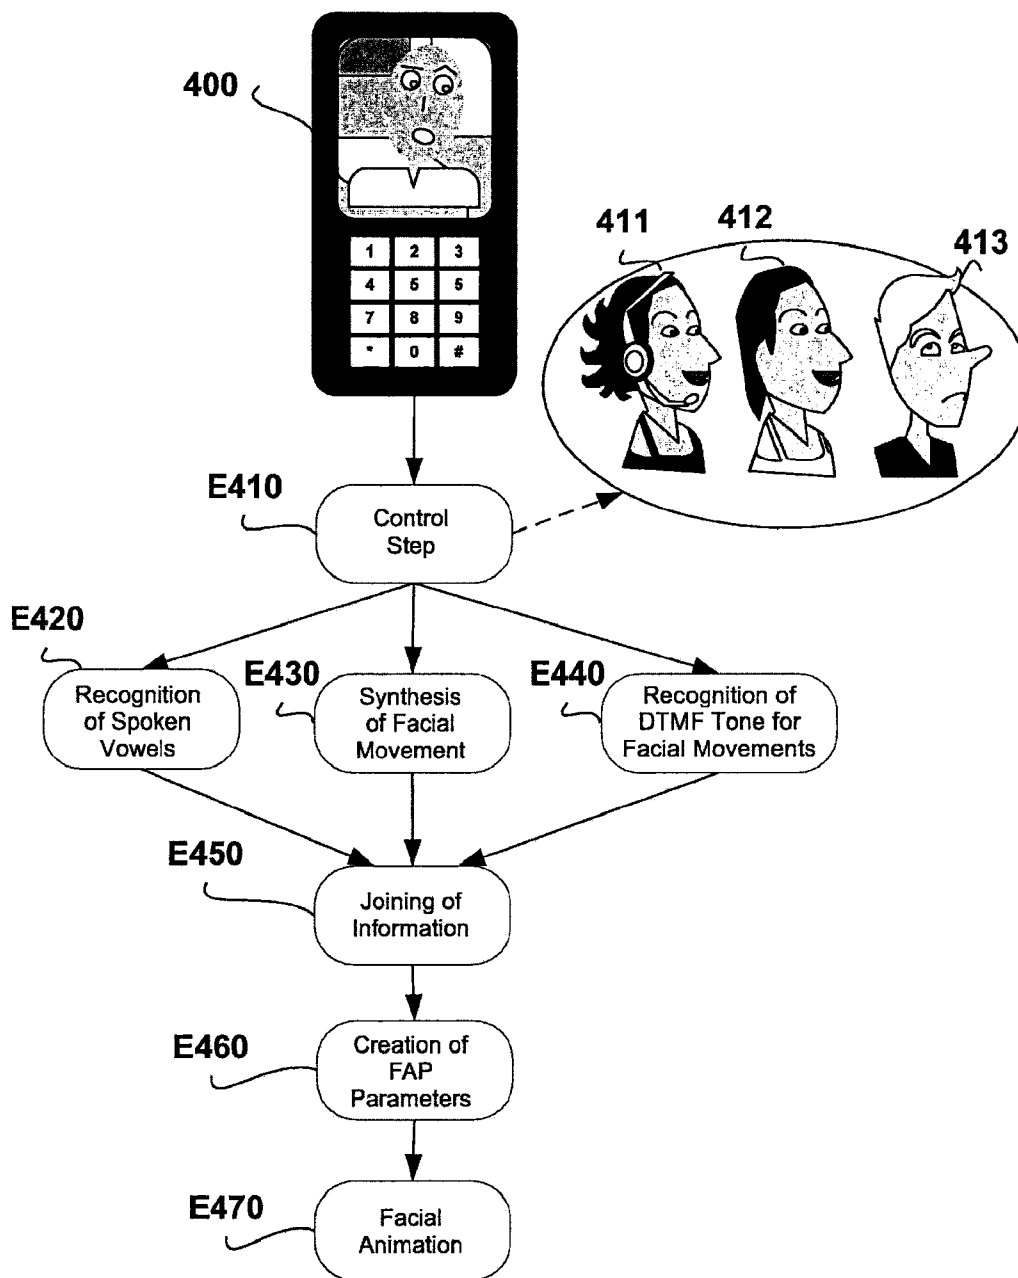 400
1 2 3
4 5 5
7 8 9
* 0 #
411
412
413
E410
Control
Step
E420
Recognition
of Spoken
Vowels
E430
Synthesis
of Facial
Movement
E440
Recognition of
DTMF Tone for
Facial Movements
E450
Joining of
Information
E460
Creation of
FAP
Parameters
E470
Facial
Animation